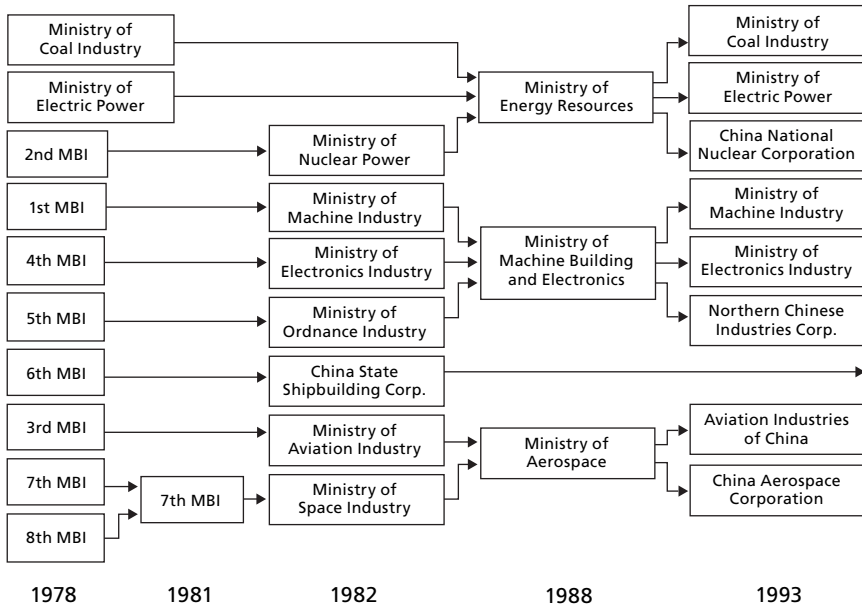 Ministry of
Coal Industry
Ministry of
Electric Power
2nd MBI
1st MBI
4th MBI
5th MBI
6th MBI
3rd MBI
7th MBI
8th MBI
7th MBI
Ministry of
Nuclear Power
Ministry of
Machine Industry
Ministry of
Electronics Industry
Ministry of
Ordnance Industry
China State
Shipbuilding Corp.
Ministry of
Aviation Industry
Ministry of
Space Industry
Ministry of
Energy Resources
Ministry of
Machine Building
and Electronics
Ministry of
Aerospace
Ministry of
Coal Industry
Ministry of
Electric Power
China National
Nuclear Corporation
Ministry of
Machine Industry
Ministry of
Electronics Industry
Northern Chinese
Industries Corp.
Aviation Industries
of China
China Aerospace
Corporation
1978 1981 1982 1988 1993